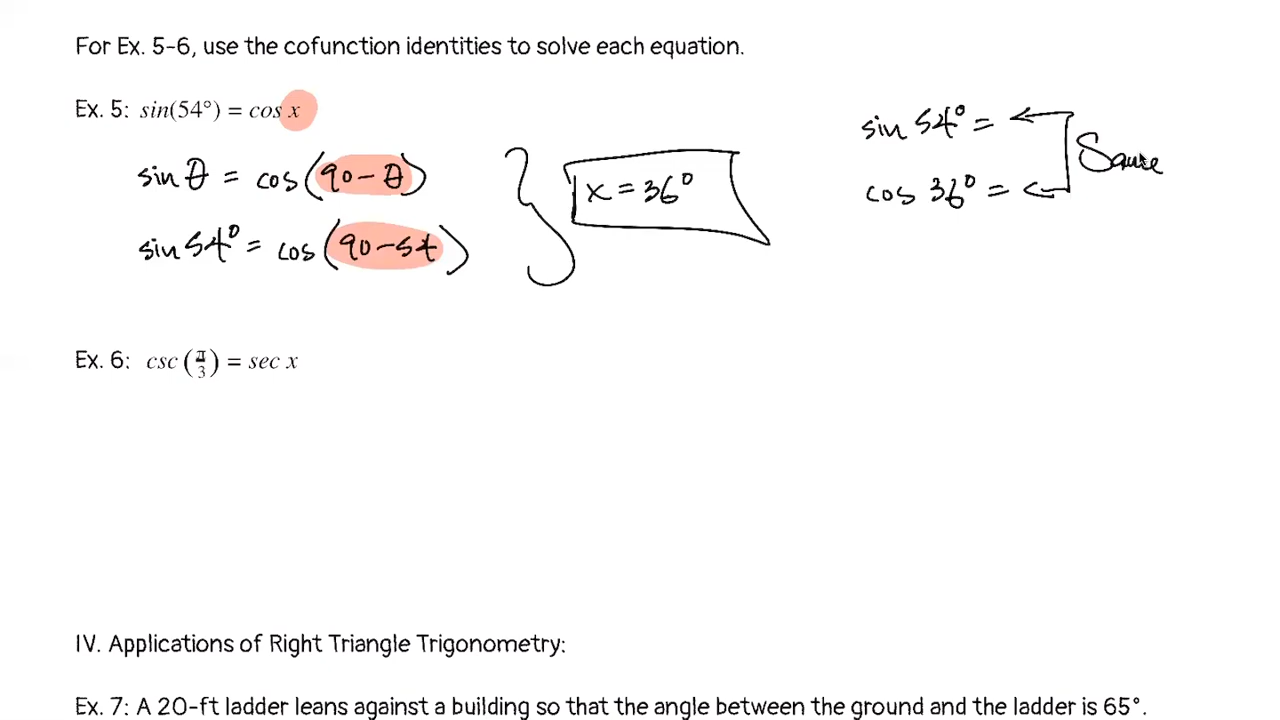 For Ex. 5-6, use the cofunction identities to solve each equation.
Ex. 5: sin(54°) = cos x
sin θ = cos(90 - θ)
sin 54° = cos(90 - 54)
x = 36°
sin 54° =
cos 36° =
Same
Ex. 6: csc (π/3) = sec x
IV. Applications of Right Triangle Trigonometry:
Ex. 7: A 20-ft ladder leans against a building so that the angle between the ground and the ladder is 65°.